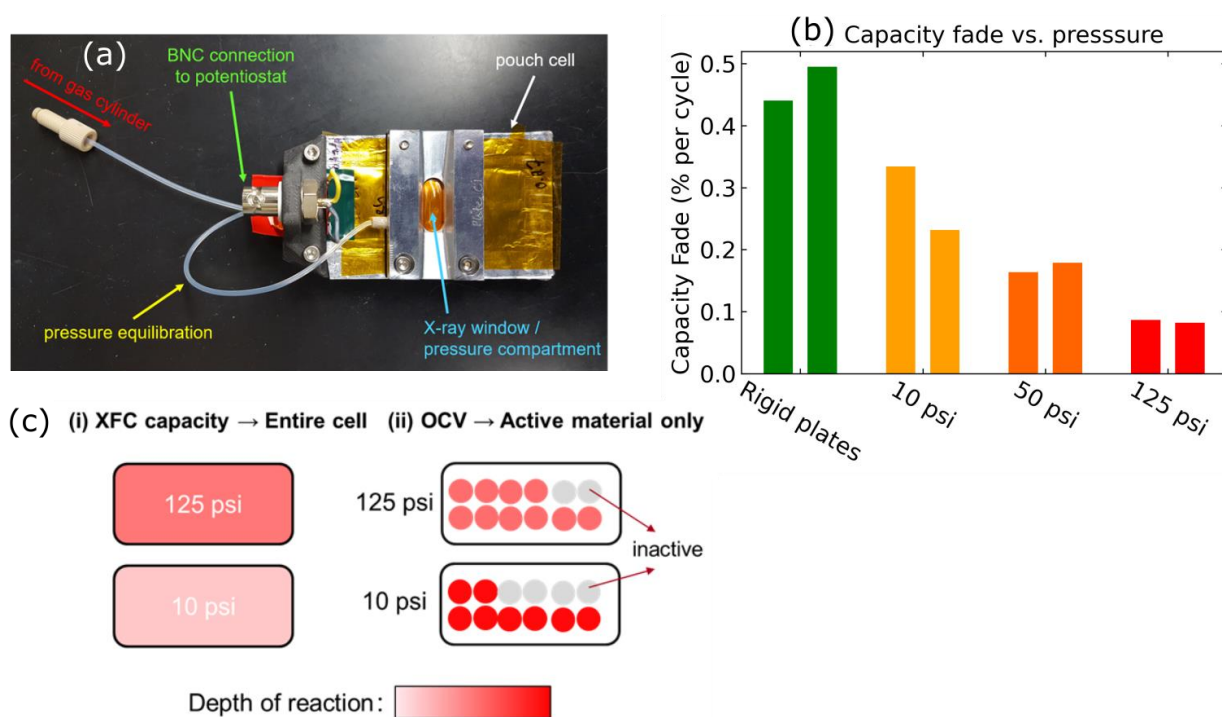 (a)
from gas cylinder
BNC connection
to potentiostat
pouch cell
pressure equilibration
X-ray window /
pressure compartment
(b) Capacity fade vs. presssure
Capacity Fade (% per cycle)
0.5
0.4
0.3
0.2
0.1
0.0
Rigid plates
10 psi
50 psi
125 psi
(c) (i) XFC capacity → Entire cell (ii) OCV → Active material only
125 psi
10 psi
125 psi
10 psi
inactive
Depth of reaction: